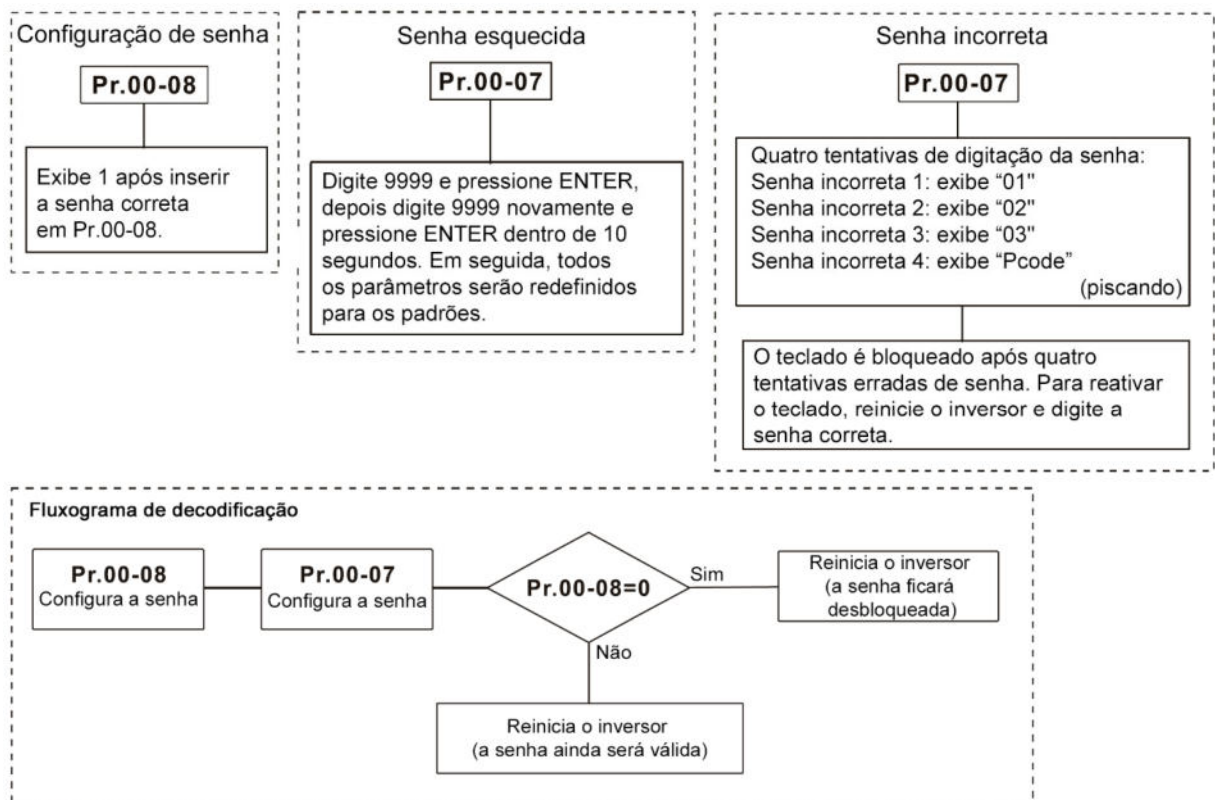 Configuração de senha
Pr.00-08
Exibe 1 após inserir
a senha correta
em Pr.00-08.
Senha esquecida
Pr.00-07
Digite 9999 e pressione ENTER,
depois digite 9999 novamente e
pressione ENTER dentro de 10
segundos. Em seguida, todos
os parâmetros serão redefinidos
para os padrões.
Senha incorreta
Pr.00-07
Quatro tentativas de digitação da senha:
Senha incorreta 1: exibe “01"
Senha incorreta 2: exibe “02"
Senha incorreta 3: exibe “03"
Senha incorreta 4: exibe “Pcode”
(piscando)
O teclado é bloqueado após quatro
tentativas erradas de senha. Para reativar
o teclado, reinicie o inversor e digite a
senha correta.
Fluxograma de decodificação
Pr.00-08
Configura a senha
Pr.00-07
Configura a senha
Pr.00-08=0
Sim
Reinicia o inversor
(a senha ficará
desbloqueada)
Não
Reinicia o inversor
(a senha ainda será válida)